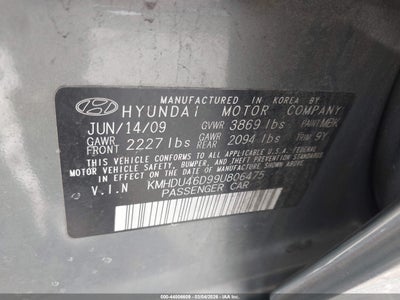 MANUFACTURED IN KOREA BY
HYUNDAI MOTOR COMPANY
JUN/14/09 GVWR 3869 lbs PAINT:MEK
GAWR FRONT 2227 lbs GAWR REAR 2094 lbs TRIM: 9Y
THIS VEHICLE CONFORMS TO ALL APPLICABLE U.S.A. FEDERAL
MOTOR VEHICLE SAFETY, BUMPER, AND THEFT PREVENTION STANDARDS
IN EFFECT ON THE DATE OF MANUFACTURE SHOWN ABOVE.
V.I.N KMHDU46D99U806475
PASSENGER CAR